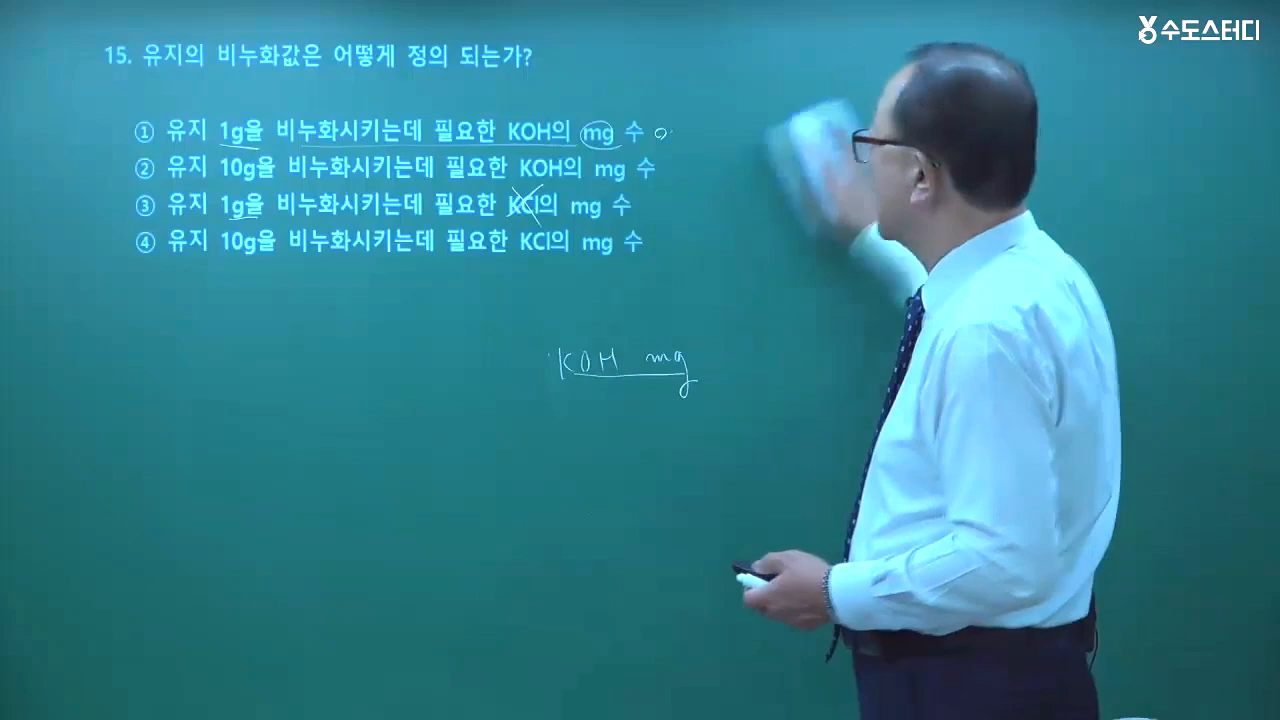 수도스터디
15. 유지의 비누화값은 어떻게 정의 되는가?
① 유지 1g을 비누화시키는데 필요한 KOH의 mg 수
② 유지 10g을 비누화시키는데 필요한 KOH의 mg 수
③ 유지 1g을 비누화시키는데 필요한 KCl의 mg 수
④ 유지 10g을 비누화시키는데 필요한 KCl의 mg 수
KOH mg